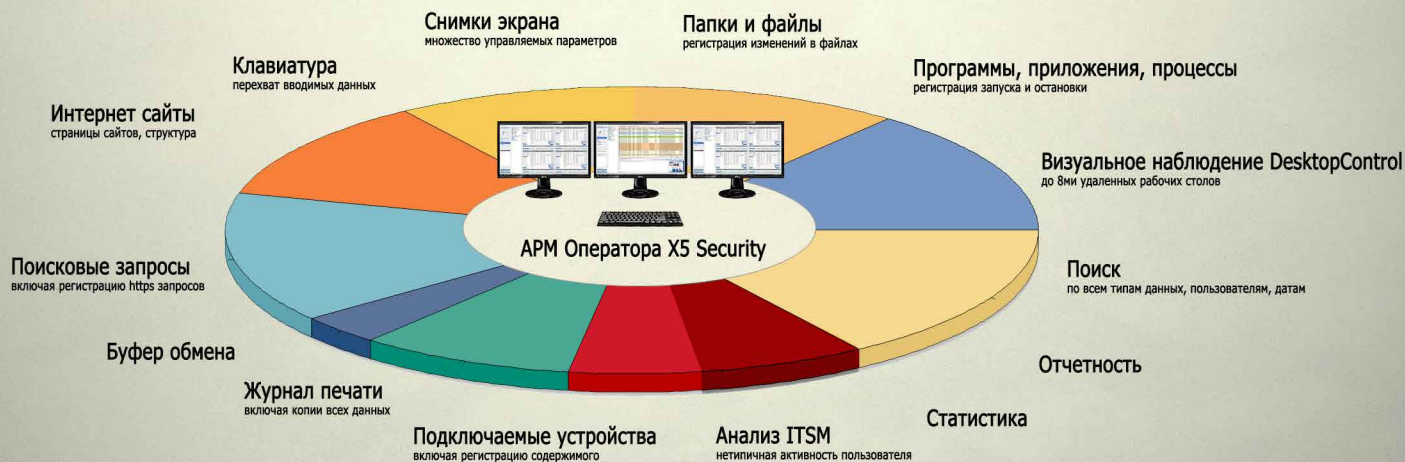 Снимки экрана
множество управляемых параметров
Папки и файлы
регистрация изменений в файлах
Клавиатура
перехват вводимых данных
Программы, приложения, процессы
регистрация запуска и остановки
Интернет сайты
страницы сайтов, структура
Визуальное наблюдение DesktopControl
до 8ми удаленных рабочих столов
АРМ Оператора X5 Security
Поисковые запросы
включая регистрацию https запросов
Поиск
по всем типам данных, пользователям, датам
Буфер обмена
Отчетность
Журнал печати
включая копии всех данных
Статистика
Подключаемые устройства
включая регистрацию содержимого
Анализ ITSM
нетипичная активность пользователя